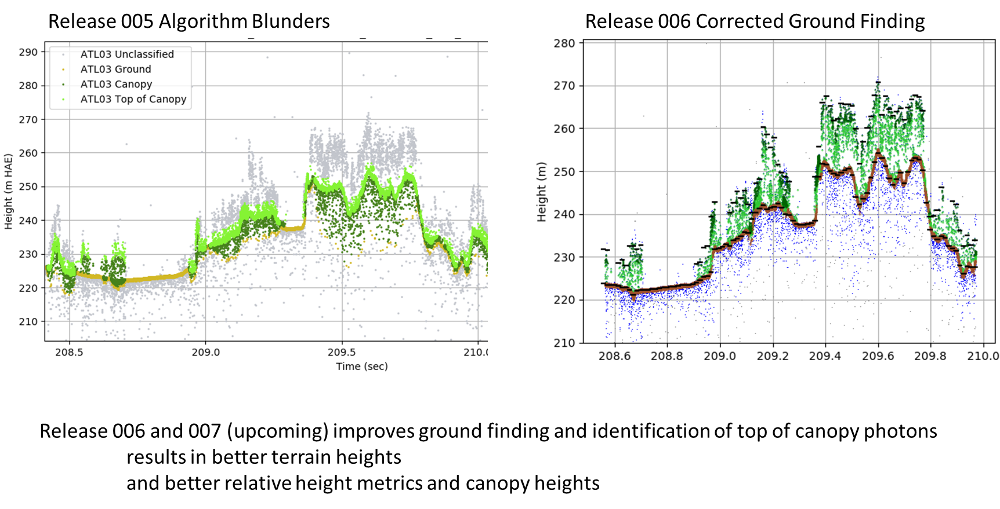 Release 005 Algorithm Blunders
Release 006 Corrected Ground Finding
ATL03 Unclassified
ATL03 Ground
ATL03 Canopy
ATL03 Top of Canopy
290
280
270
260
250
240
230
220
210
Height (m HAE)
208.5
209.0
209.5
210.0
Time (sec)
280
270
260
250
240
230
220
210
Height (m)
208.6
208.8
209.0
209.2
209.4
209.6
209.8
210.0
Release 006 and 007 (upcoming) improves ground finding and identification of top of canopy photons
results in better terrain heights
and better relative height metrics and canopy heights